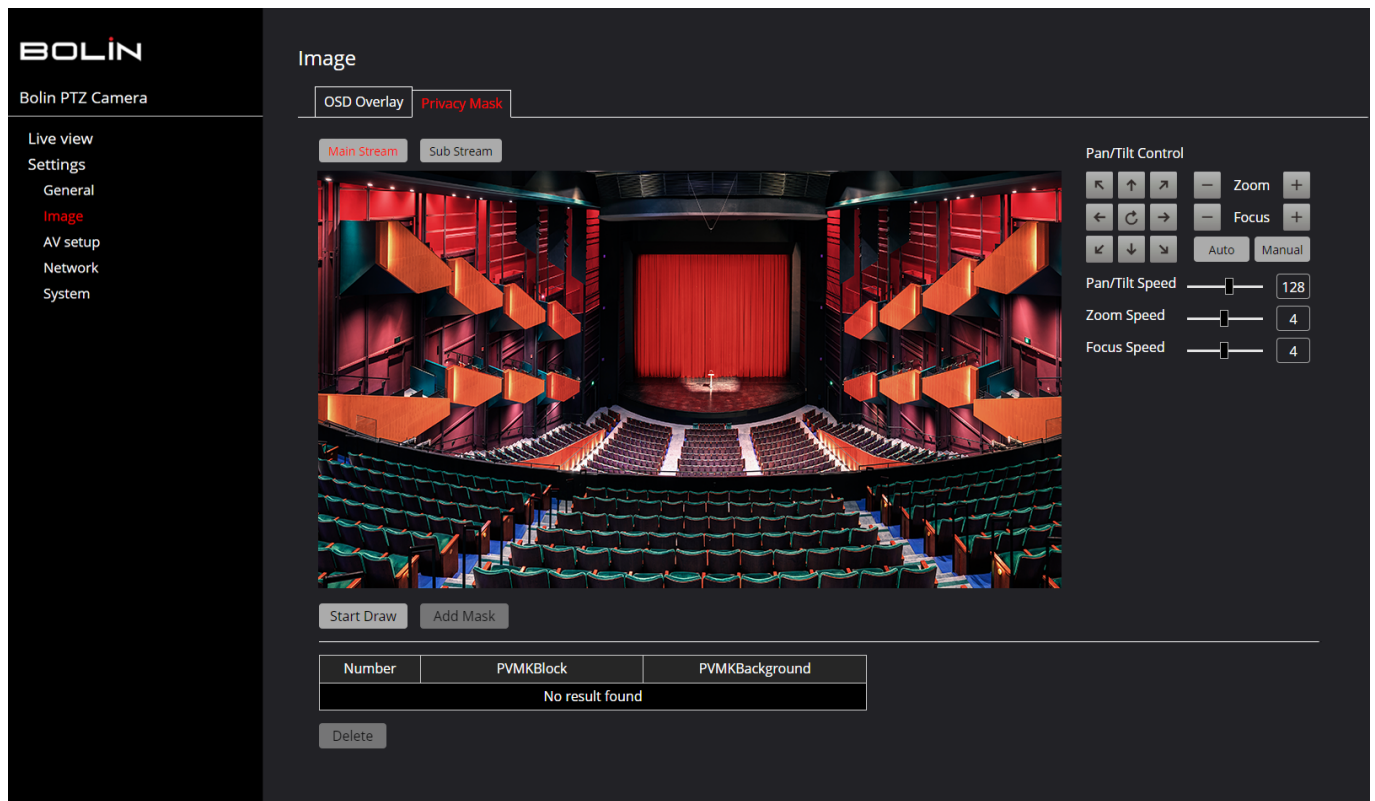 BOLIN
Bolin PTZ Camera
Live view
Settings
General
Image
AV setup
Network
System
Image
OSD Overlay
Privacy Mask
Main Stream
Sub Stream
Pan/Tilt Control
Zoom
Focus
Auto
Manual
Pan/Tilt Speed
128
Zoom Speed
4
Focus Speed
4
Start Draw
Add Mask
Number
PVMKBlock
PVMKBackground
No result found
Delete